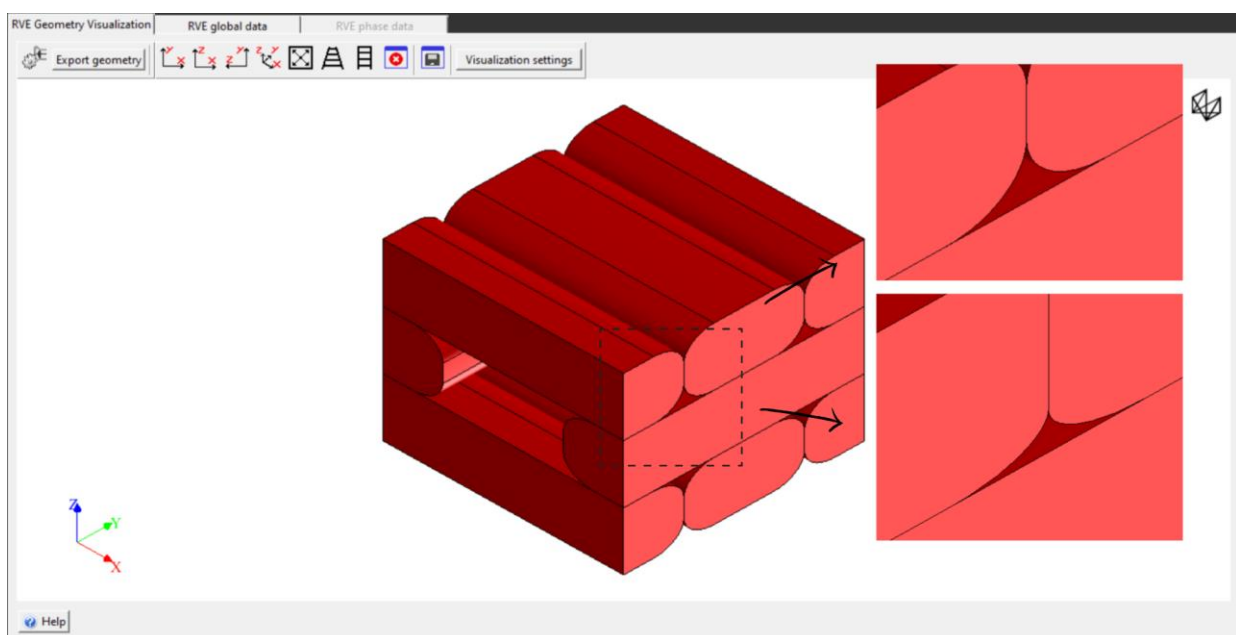 RVE Geometry Visualization RVE global data RVE phase data
Export geometry Y X Z X Z Y Z Y X Visualization settings
Z
Y
X
Help